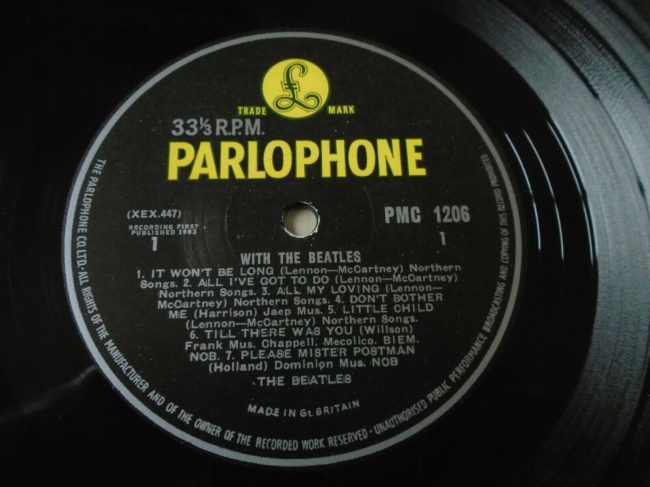 £
TRADE MARK
33⅓ R.P.M.
PARLOPHONE
(XEX.447)
PMC 1206
RECORDING FIRST
PUBLISHED 1963
1
1
WITH THE BEATLES
1. IT WON'T BE LONG (Lennon—McCartney) Northern
Songs. 2. ALL I'VE GOT TO DO (Lennon—McCartney)
Northern Songs. 3. ALL MY LOVING (Lennon—
McCartney) Northern Songs. 4. DON'T BOTHER
ME (Harrison) Jaep Mus. 5. LITTLE CHILD
(Lennon—McCartney) Northern Songs.
6. TILL THERE WAS YOU (Willson)
Frank Mus. Chappell. Mecolico. BIEM.
NCB. 7. PLEASE MISTER POSTMAN
(Holland) Dominion Mus. NCB
THE BEATLES
MADE IN Gt. BRITAIN
THE PARLOPHONE CO. LTD.-ALL RIGHTS OF THE MANUFACTURER AND OF THE OWNER OF THE RECORDED WORK RESERVED-UNAUTHORISED PUBLIC PERFORMANCE BROADCASTING AND COPYING OF THIS RECORD PROHIBITED